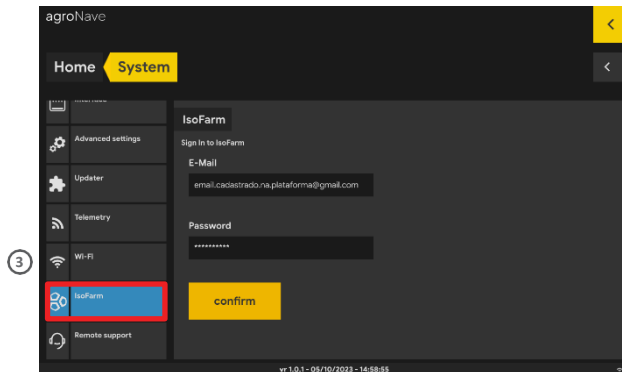 agroNave
Home System
Interface
Advanced settings
Updater
Telemetry
3
Wi-Fi
IsoFarm
Remote support
IsoFarm
Sign In to IsoFarm
E-Mail
email.cadastrado.na.plataforma@gmail.com
Password
**********
confirm
vr 1.0.1 - 05/10/2023 - 14:58:55